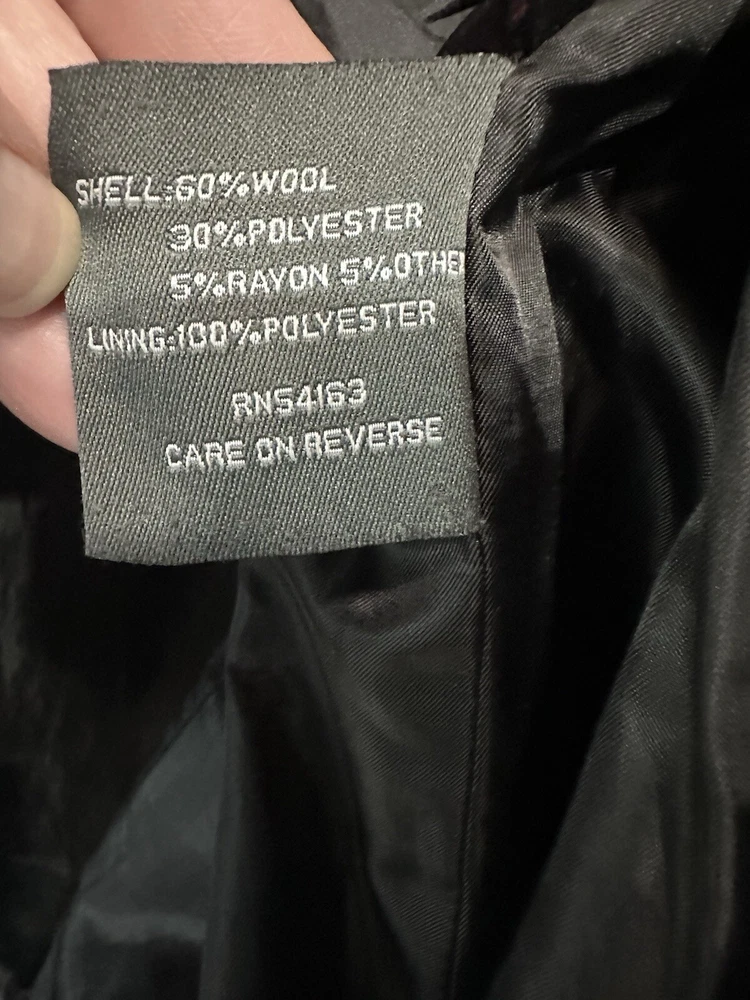 SHELL:60%WOOL
30%POLYESTER
5%RAYON 5%OTHER
LINING:100%POLYESTER
RN54163
CARE ON REVERSE